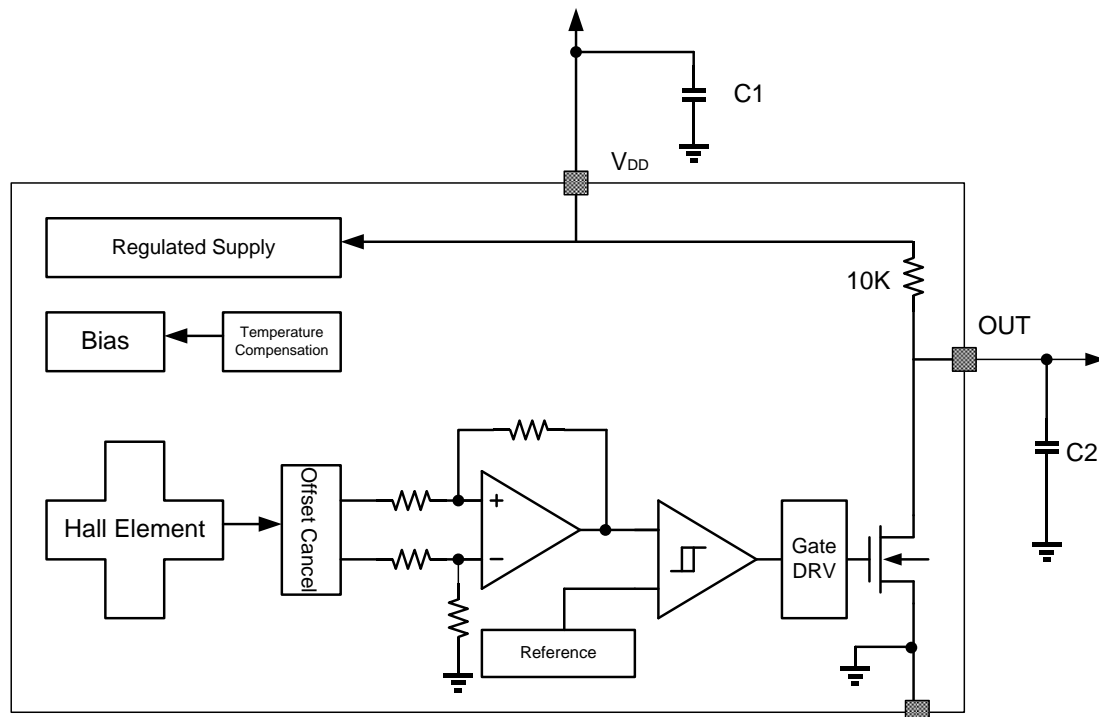 C1
VDD
Regulated Supply
10K
OUT
Bias
Temperature
Compensation
C2
Hall Element
Offset Cancel
+
−
Gate
DRV
Reference